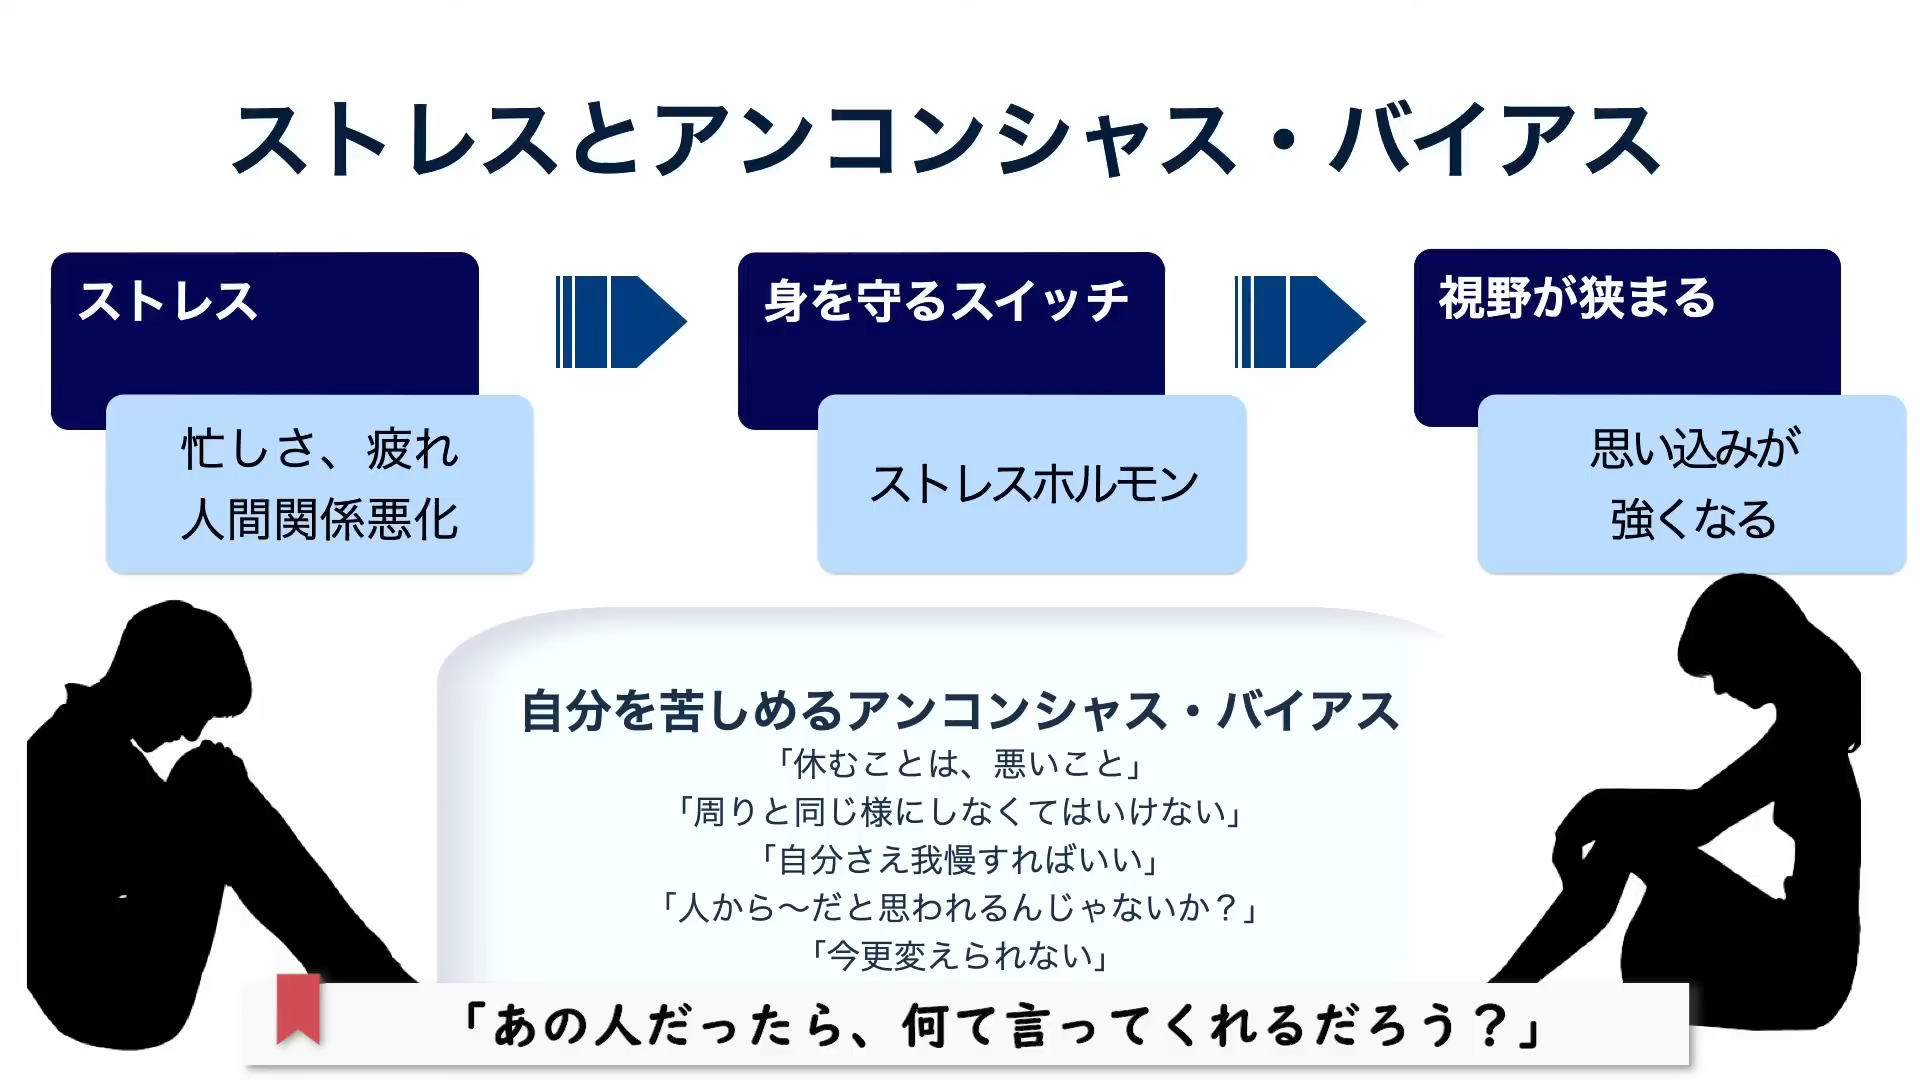 ストレスとアンコンシャス・バイアス
ストレス
忙しさ、疲れ
人間関係悪化
身を守るスイッチ
ストレスホルモン
視野が狭まる
思い込みが
強くなる
自分を苦しめるアンコンシャス・バイアス
「休むことは、悪いこと」
「周りと同じ様にしなくてはいけない」
「自分さえ我慢すればいい」
「人から〜だと思われるんじゃないか？」
「今更変えられない」
「あの人だったら、何て言ってくれるだろう？」